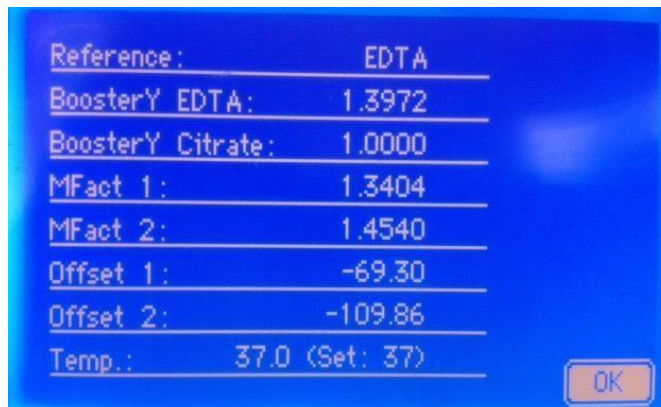 Reference: EDTA
BoosterY EDTA: 1.3972
BoosterY Citrate: 1.0000
MFact 1: 1.3404
MFact 2: 1.4540
Offset 1: -69.30
Offset 2: -109.86
Temp.: 37.0 (Set: 37)
OK